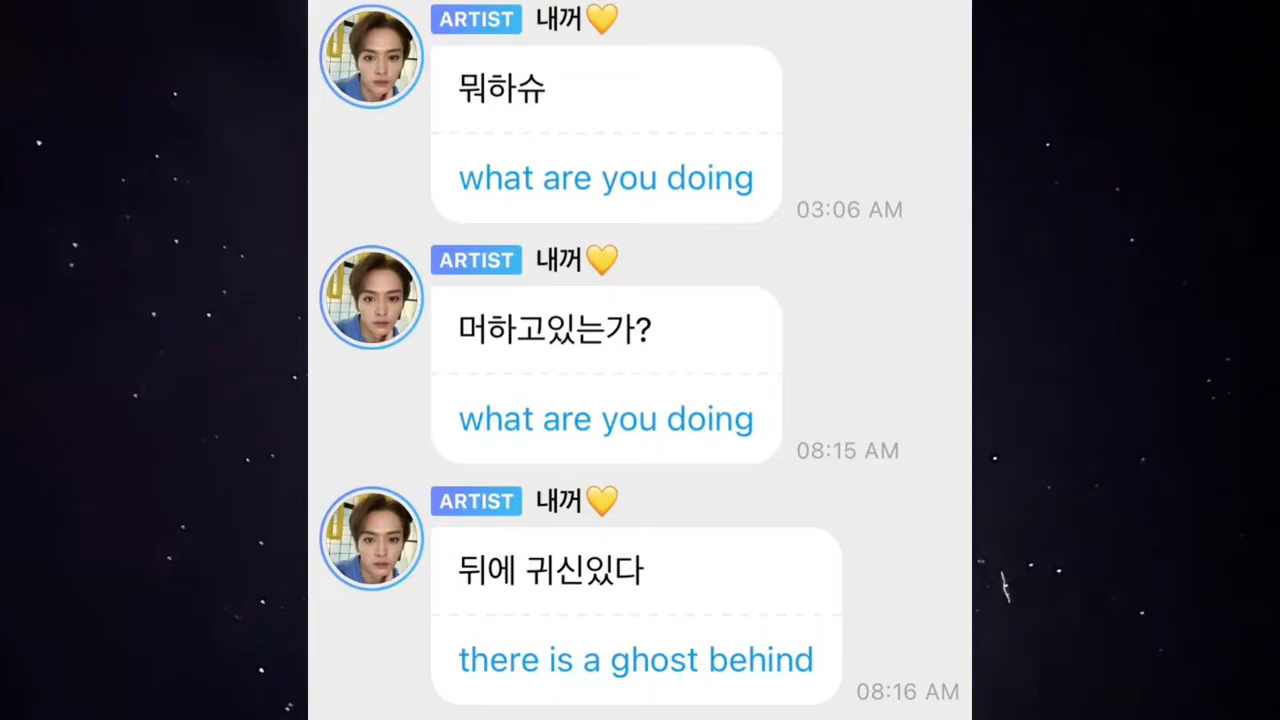 ARTIST 내꺼💛
뭐하슈
what are you doing
03:06 AM
ARTIST 내꺼💛
머하고있는가?
what are you doing
08:15 AM
ARTIST 내꺼💛
뒤에 귀신있다
there is a ghost behind
08:16 AM